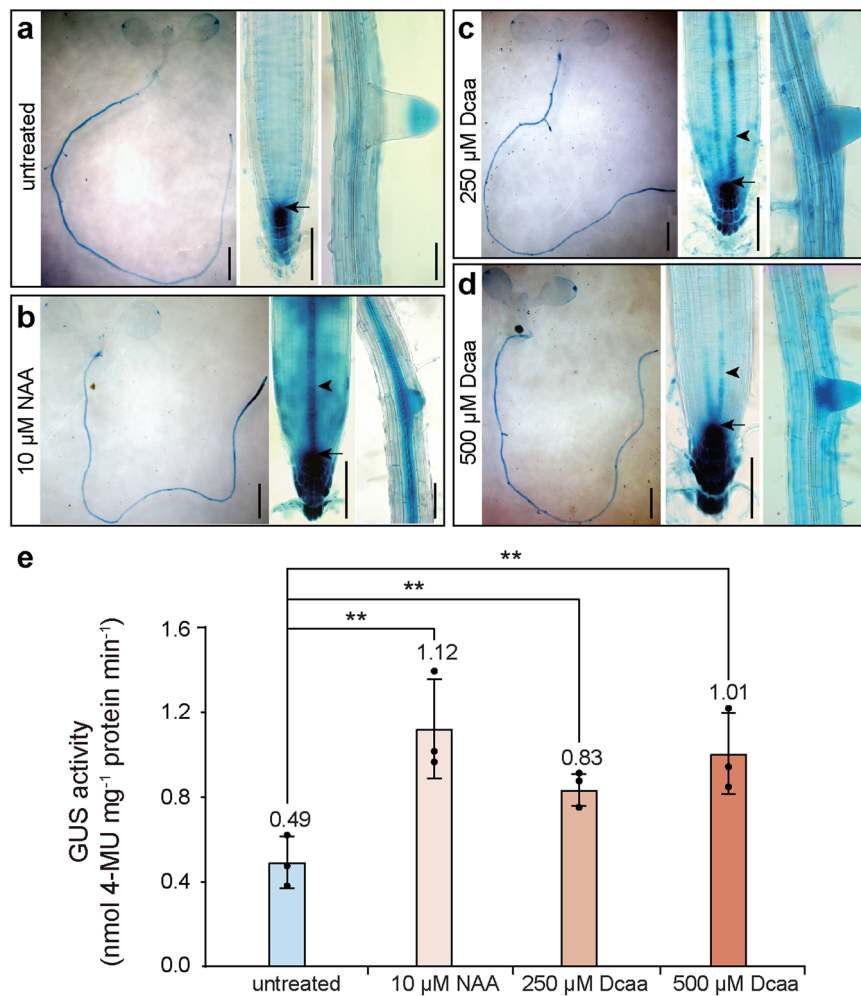 a
untreated
b
10 µM NAA
c
250 µM Dcaa
d
500 µM Dcaa
e
**
**
**
GUS activity
(nmol 4-MU mg⁻¹ protein min⁻¹)
1.6
1.2
0.8
0.4
0.0
0.49
1.12
0.83
1.01
untreated
10 µM NAA
250 µM Dcaa
500 µM Dcaa